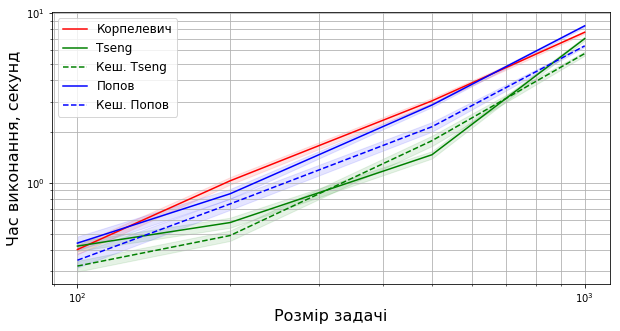 Час виконання, секунд
10¹
10⁰
Корпелевич
Tseng
Кеш. Tseng
Попов
Кеш. Попов
10²
10³
Розмір задачі